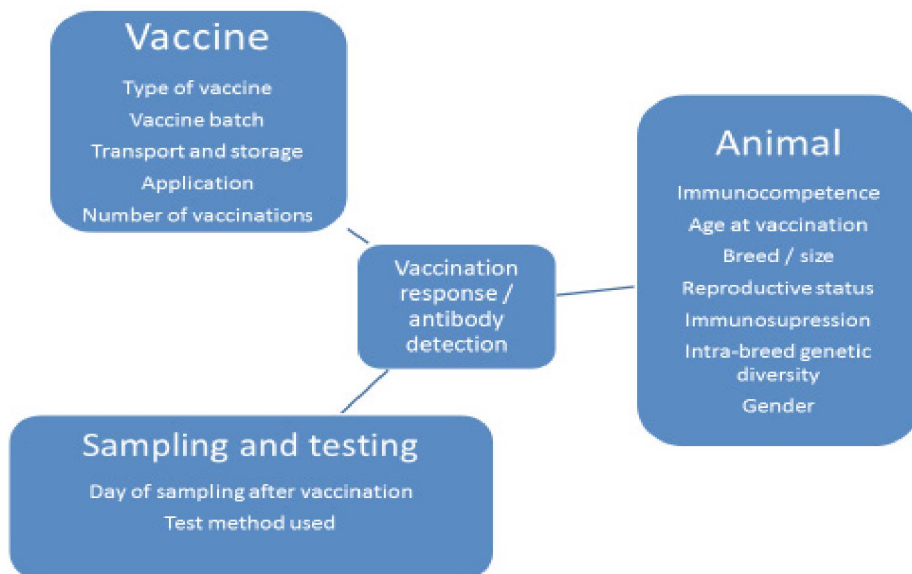 Vaccine
Type of vaccine
Vaccine batch
Transport and storage
Application
Number of vaccinations
Animal
Immunocompetence
Age at vaccination
Breed / size
Reproductive status
Immunosupression
Intra-breed genetic
diversity
Gender
Vaccination
response /
antibody
detection
Sampling and testing
Day of sampling after vaccination
Test method used